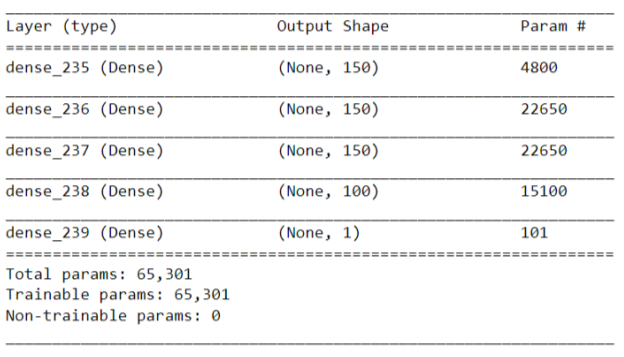 Layer (type) Output Shape Param #
=================================================================
dense_235 (Dense) (None, 150) 4800
dense_236 (Dense) (None, 150) 22650
dense_237 (Dense) (None, 150) 22650
dense_238 (Dense) (None, 100) 15100
dense_239 (Dense) (None, 1) 101
=================================================================
Total params: 65,301
Trainable params: 65,301
Non-trainable params: 0